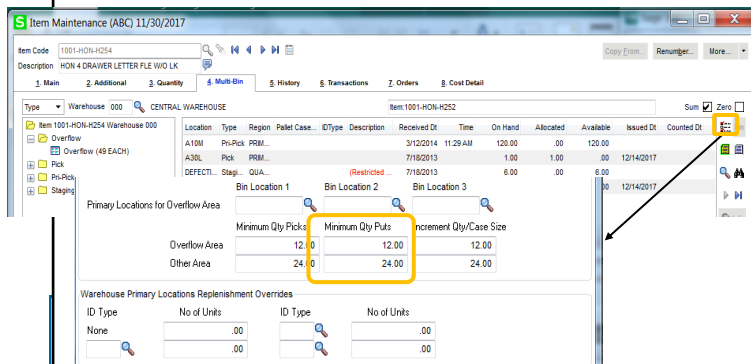 S Item Maintenance (ABC) 11/30/2017
Item Code 1001-HON-H254 Copy From... Renumber... More...
Description HON 4 DRAWER LETTER FLE W/O LK
1. Main 2. Additional 3. Quantity 4. Multi-Bin 5. History 6. Transactions 7. Orders 8. Cost Detail
Type Warehouse 000 CENTRAL WAREHOUSE Item:1001-HON-H252 Sum Zero
Item 1001-HON-H254 Warehouse 000
Overflow
Overflow (49 EACH)
Pick
Pri-Pick
Staging
Location Type Region Pallet Case... IDType Description Received Dt Time On Hand Allocated Available Issued Dt Counted Dt
A10M Pri-Pick PRIM... 3/12/2014 11:29 AM 120.00 .00 120.00
A30L Pick PRIM... 7/18/2013 1.00 1.00 .00 12/14/2017
DEFECTI... Stagi... QUA... (Restricted ... 7/18/2013 6.00 .00 6.00
00 12/14/2017
Bin Location 1 Bin Location 2 Bin Location 3
Primary Locations for Overflow Area
Minimum Qty Picks Minimum Qty Puts Increment Qty/Case Size
Overflow Area 12.00 12.00 12.00
Other Area 24.00 24.00 24.00
Warehouse Primary Locations Replenishment Overrides
ID Type No of Units ID Type No of Units
None .00 .00
.00 .00